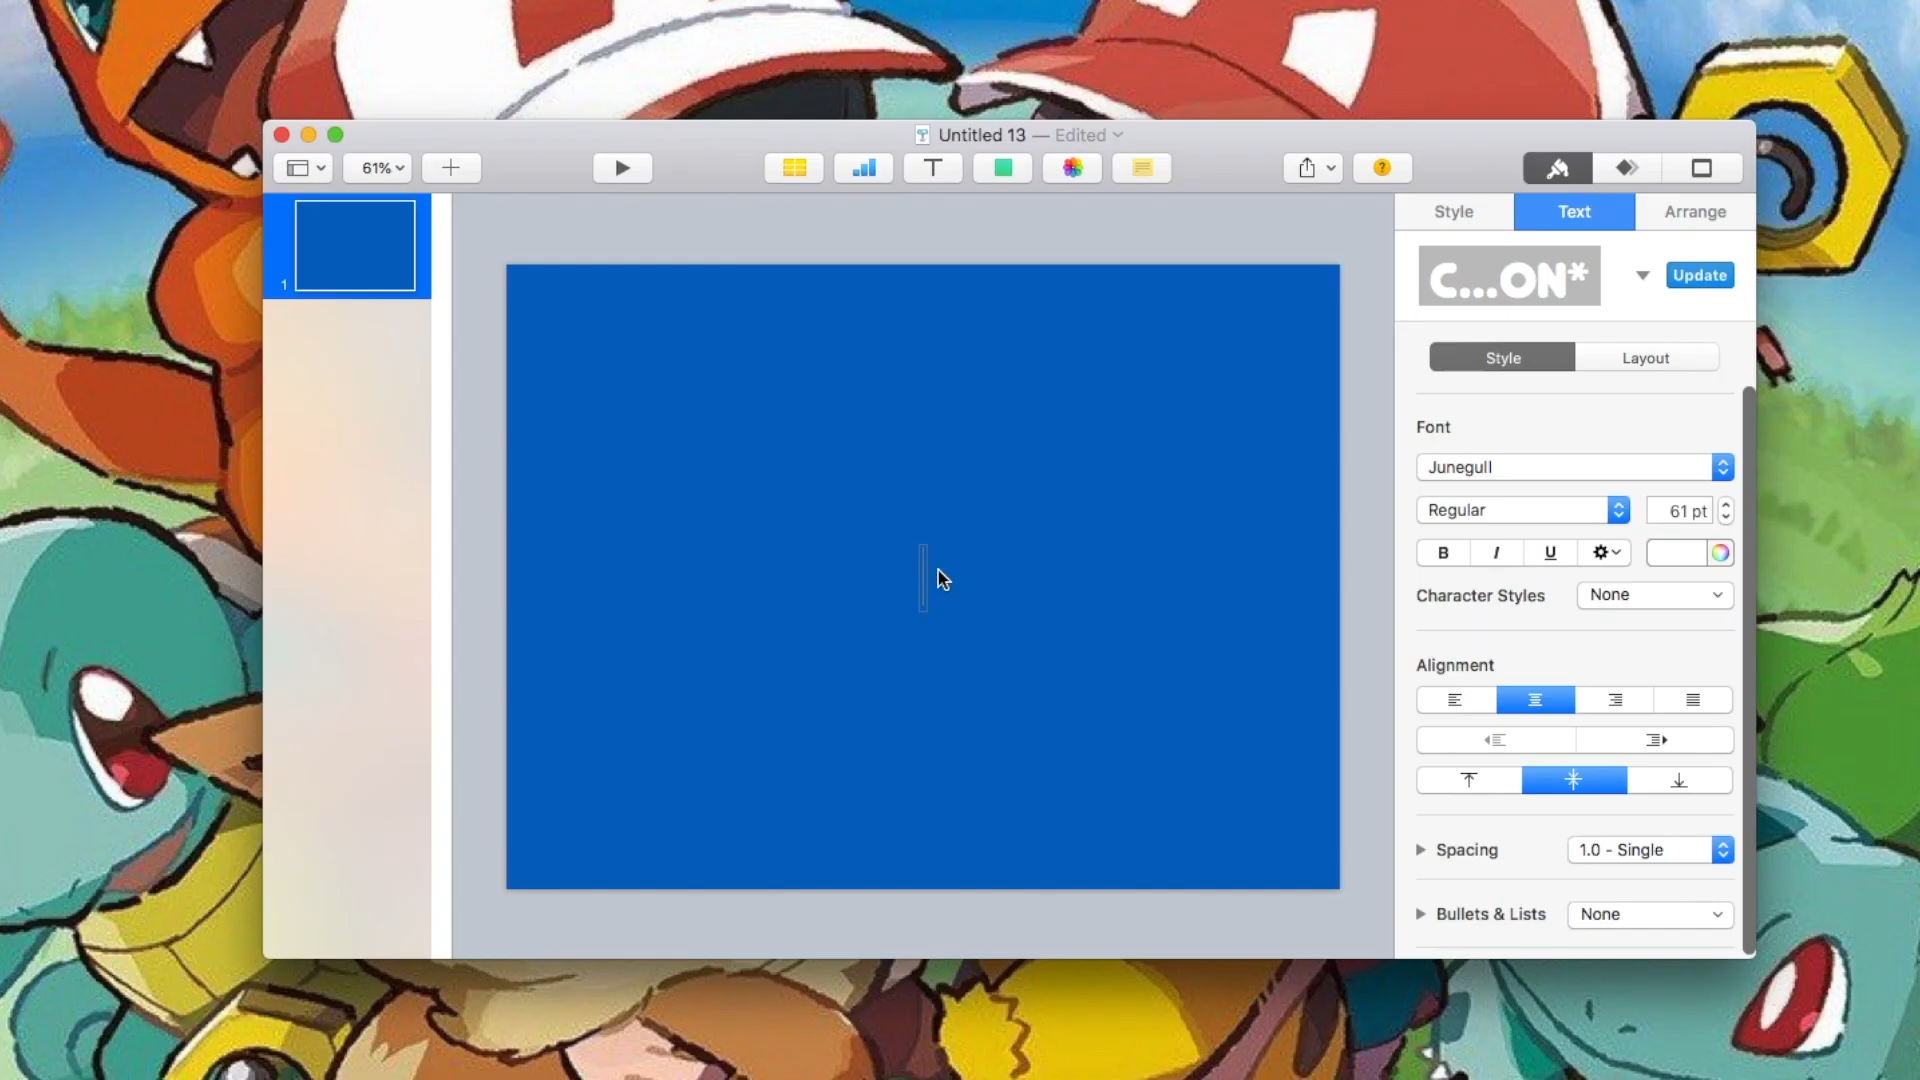 Untitled 13 — Edited
61%
Style Text Arrange
C...ON* Update
1
Style Layout
Font
Junegull
Regular 61 pt
B I U
Character Styles None
Alignment
Spacing 1.0 - Single
Bullets & Lists None